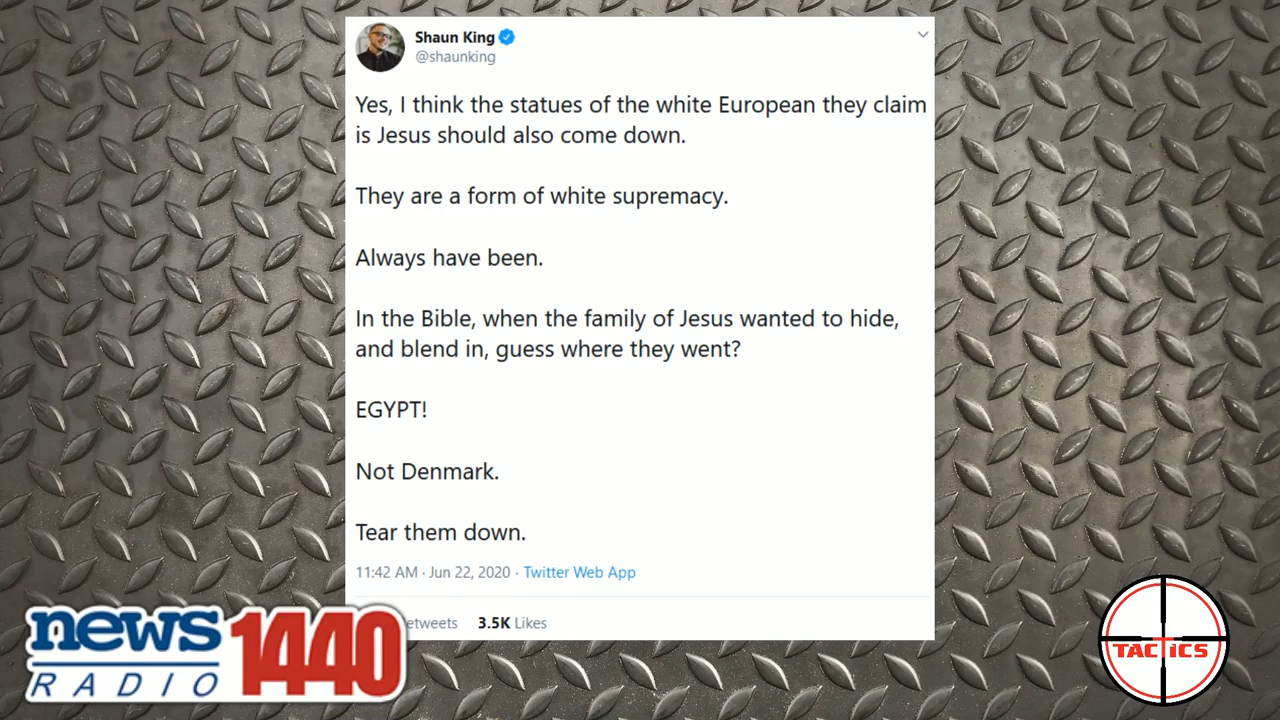 Shaun King
@shaunking
Yes, I think the statues of the white European they claim
is Jesus should also come down.
They are a form of white supremacy.
Always have been.
In the Bible, when the family of Jesus wanted to hide,
and blend in, guess where they went?
EGYPT!
Not Denmark.
Tear them down.
11:42 AM · Jun 22, 2020 · Twitter Web App
etweets 3.5K Likes
news 1440
RADIO
TACTICS